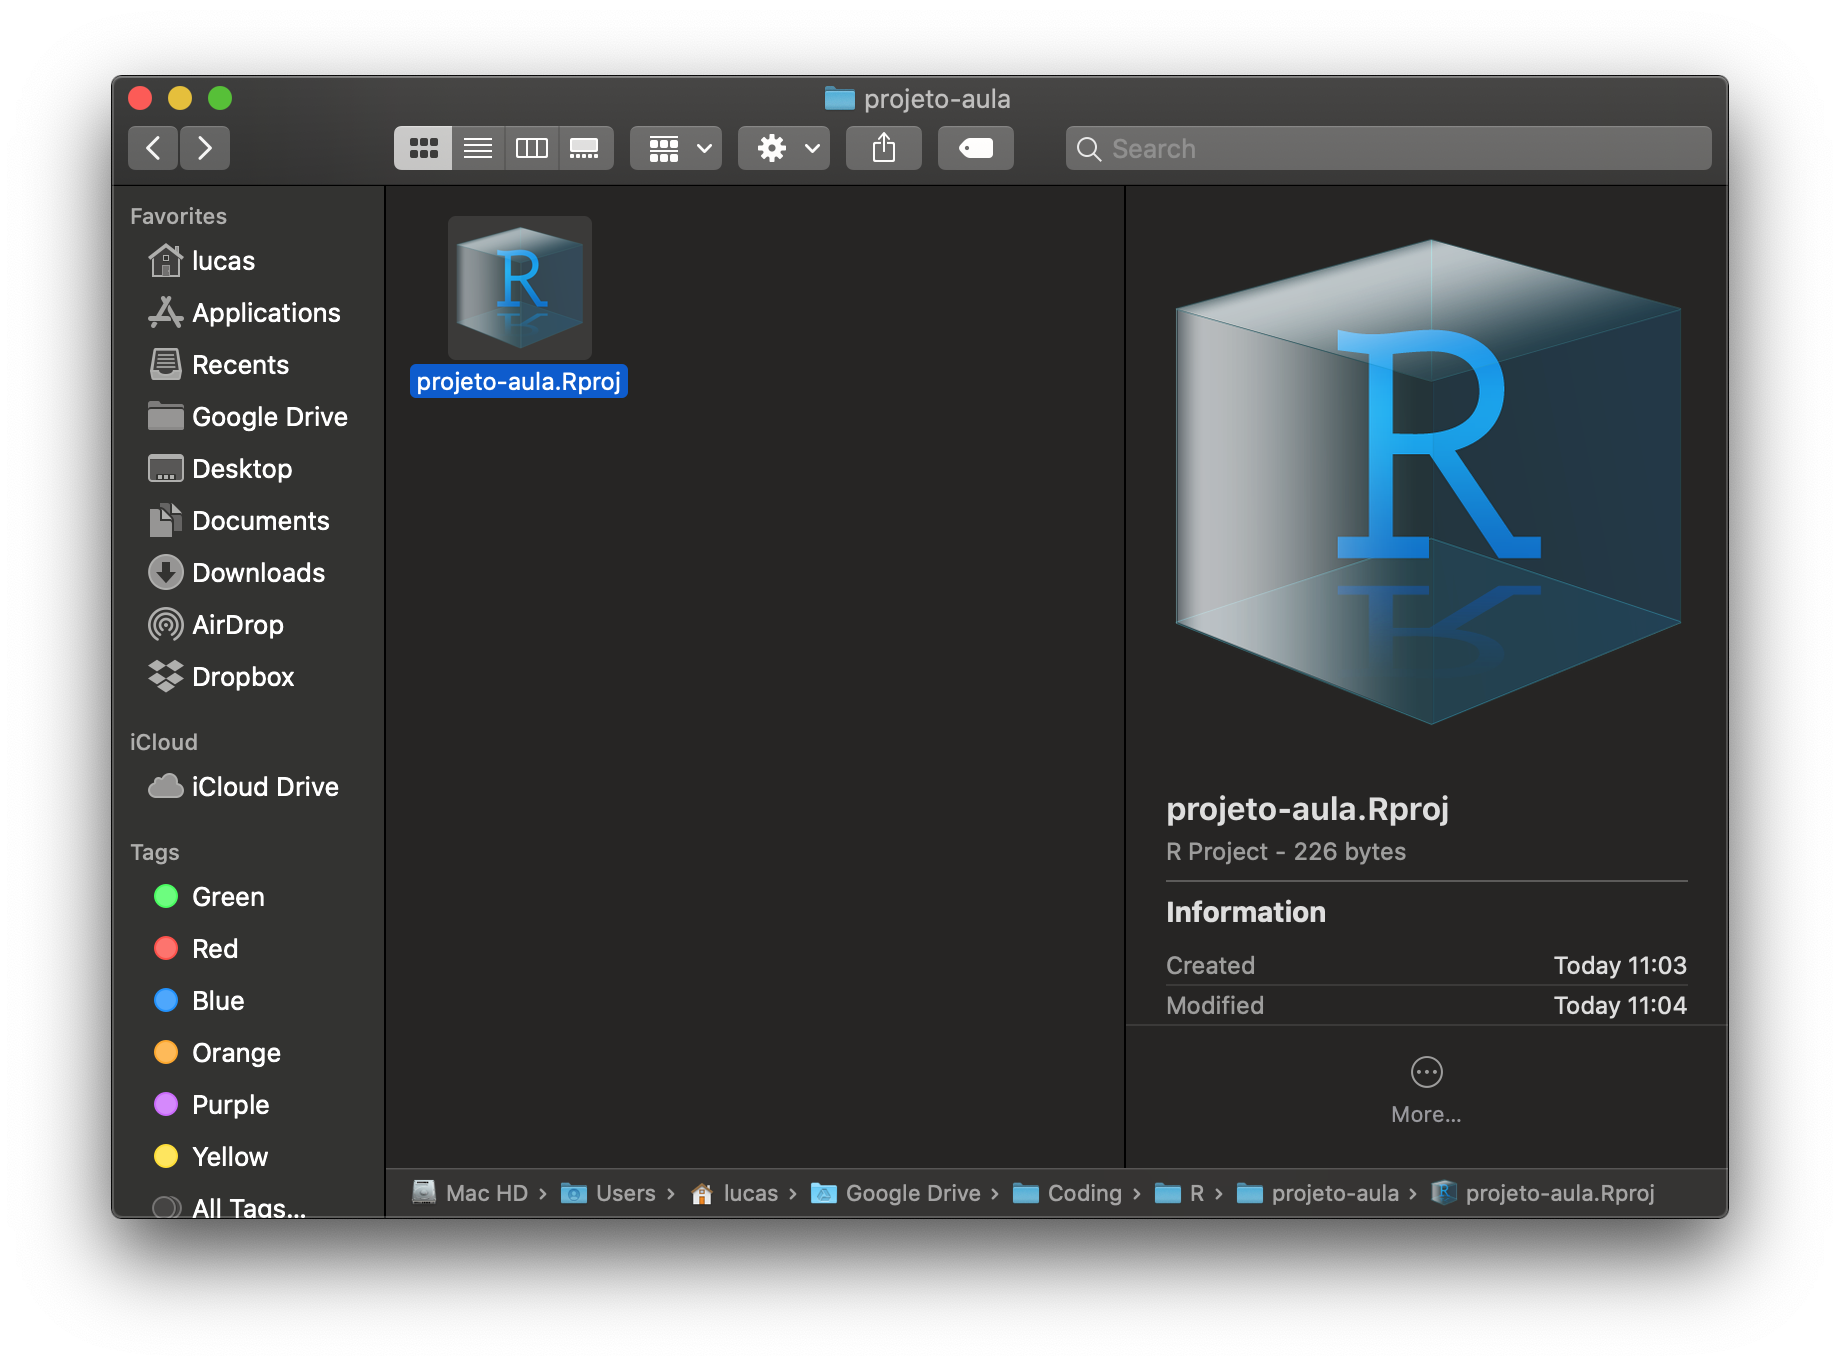 projeto-aula
Search
Favorites
lucas
Applications
Recents
Google Drive
Desktop
Documents
Downloads
AirDrop
Dropbox
iCloud
iCloud Drive
Tags
Green
Red
Blue
Orange
Purple
Yellow
All Tags...
R
projeto-aula.Rproj
R
projeto-aula.Rproj
R Project - 226 bytes
Information
Created Today 11:03
Modified Today 11:04
More...
Mac HD › Users › lucas › Google Drive › Coding › R › projeto-aula › projeto-aula.Rproj